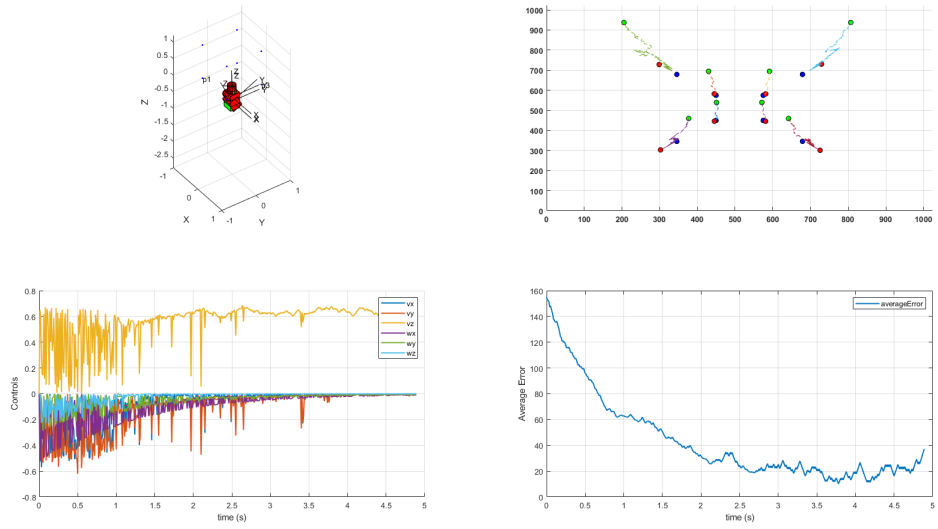 1
0.5
0
-0.5
-1
-1.5
-2
-2.5
Z
p1
Z
Z
Y
Y
p3
X
X
-1
0
1
X
-1
0
1
Y
1000
900
800
700
600
500
400
300
200
100
0
0 100 200 300 400 500 600 700 800 900 1000
0.8
0.6
0.4
0.2
0
-0.2
-0.4
-0.6
-0.8
Controls
vx
vy
vz
wx
wy
wz
0 0.5 1 1.5 2 2.5 3 3.5 4 4.5 5
time (s)
160
140
120
100
80
60
40
20
0
Average Error
averageError
0 0.5 1 1.5 2 2.5 3 3.5 4 4.5 5
time (s)